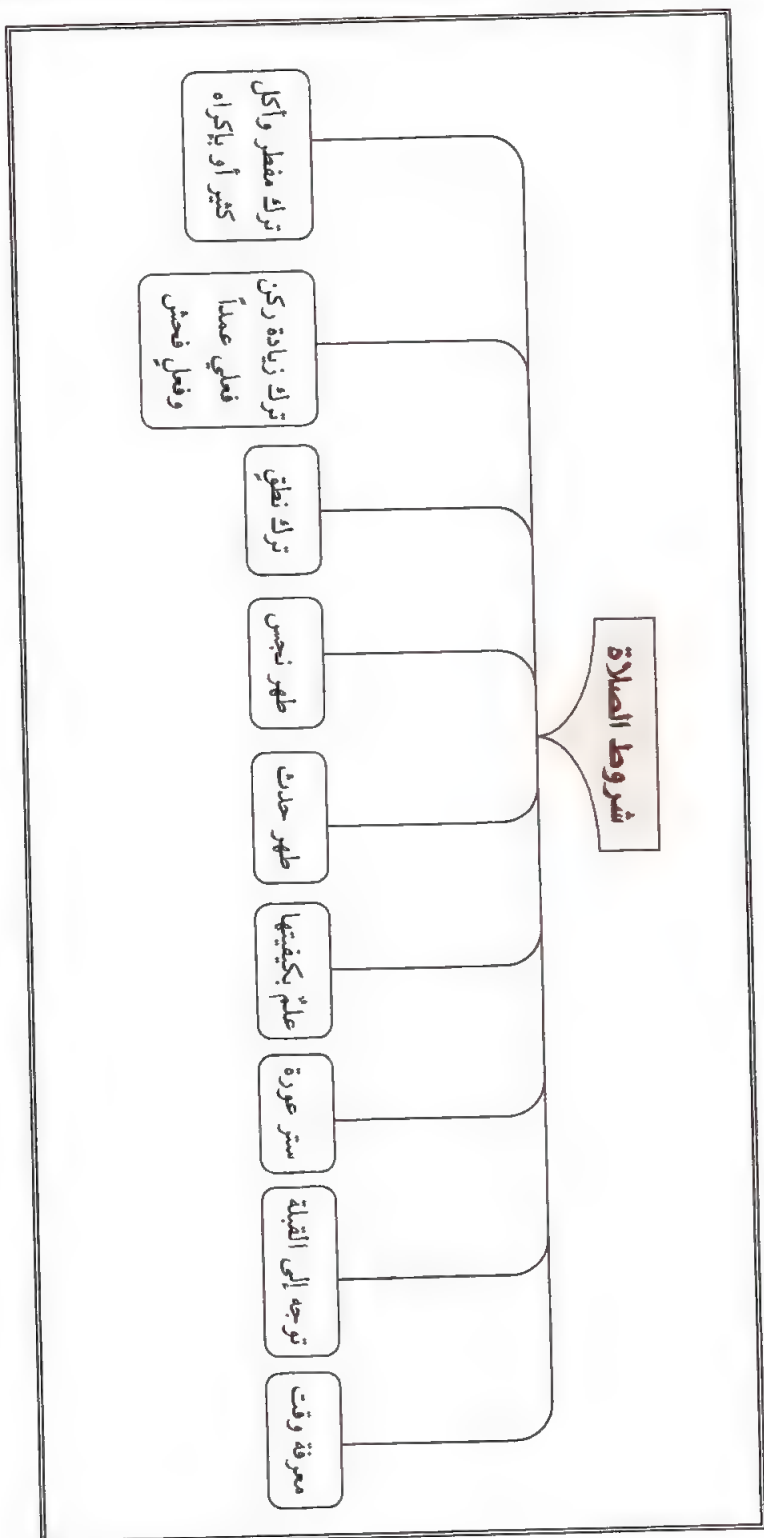 شروط الصلاة
معرفة وقت
توجه إلى القبلة
ستر عورة
علمٌ بكيفيتها
طهر حدث
طهر نجس
ترك نطقٍ
ترك زيادة ركن
فعلي عمداً
وفعلٍ فحش
ترك مفطر وأكل
كثير أو بإكراه